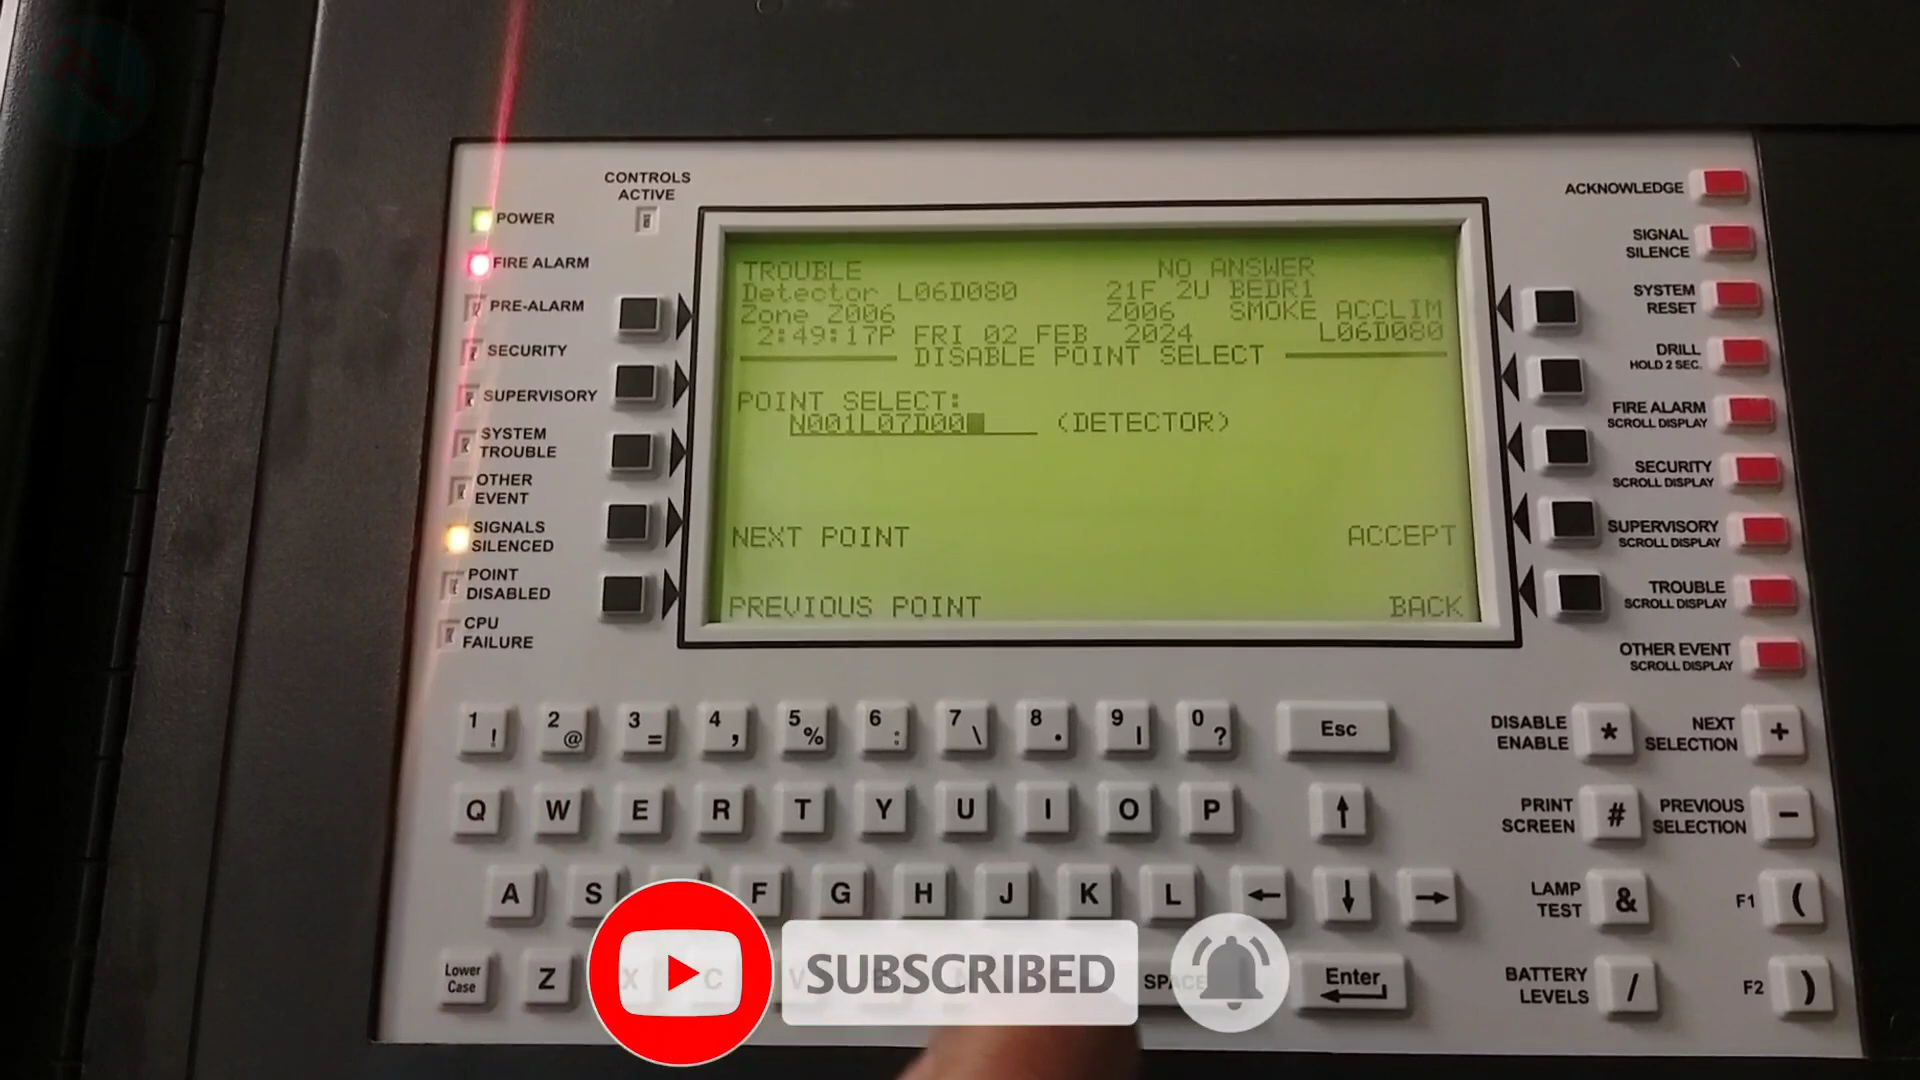 CONTROLS
ACTIVE
POWER
FIRE ALARM
PRE-ALARM
SECURITY
SUPERVISORY
SYSTEM
TROUBLE
OTHER
EVENT
SIGNALS
SILENCED
POINT
DISABLED
CPU
FAILURE
TROUBLE NO ANSWER
Detector L06D080 21F 2U BEDR1
Zone Z006 Z006 SMOKE ACCLIM
2:49:17P FRI 02 FEB 2024 L06D080
DISABLE POINT SELECT
POINT SELECT:
N001L07D00 (DETECTOR)
NEXT POINT ACCEPT
PREVIOUS POINT BACK
ACKNOWLEDGE
SIGNAL
SILENCE
SYSTEM
RESET
DRILL
HOLD 2 SEC.
FIRE ALARM
SCROLL DISPLAY
SECURITY
SCROLL DISPLAY
SUPERVISORY
SCROLL DISPLAY
TROUBLE
SCROLL DISPLAY
OTHER EVENT
SCROLL DISPLAY
1 ! 2 @ 3 = 4 , 5 % 6 : 7 \ 8 . 9 | 0 ? Esc
Q W E R T Y U I O P ↑
A S F G H J K L ← ↓ →
Lower
Case
Z X C V SPACE Enter
SUBSCRIBED
DISABLE
ENABLE
*
NEXT
SELECTION
+
PRINT
SCREEN
#
PREVIOUS
SELECTION
−
LAMP
TEST
&
F1 (
BATTERY
LEVELS
/
F2 )